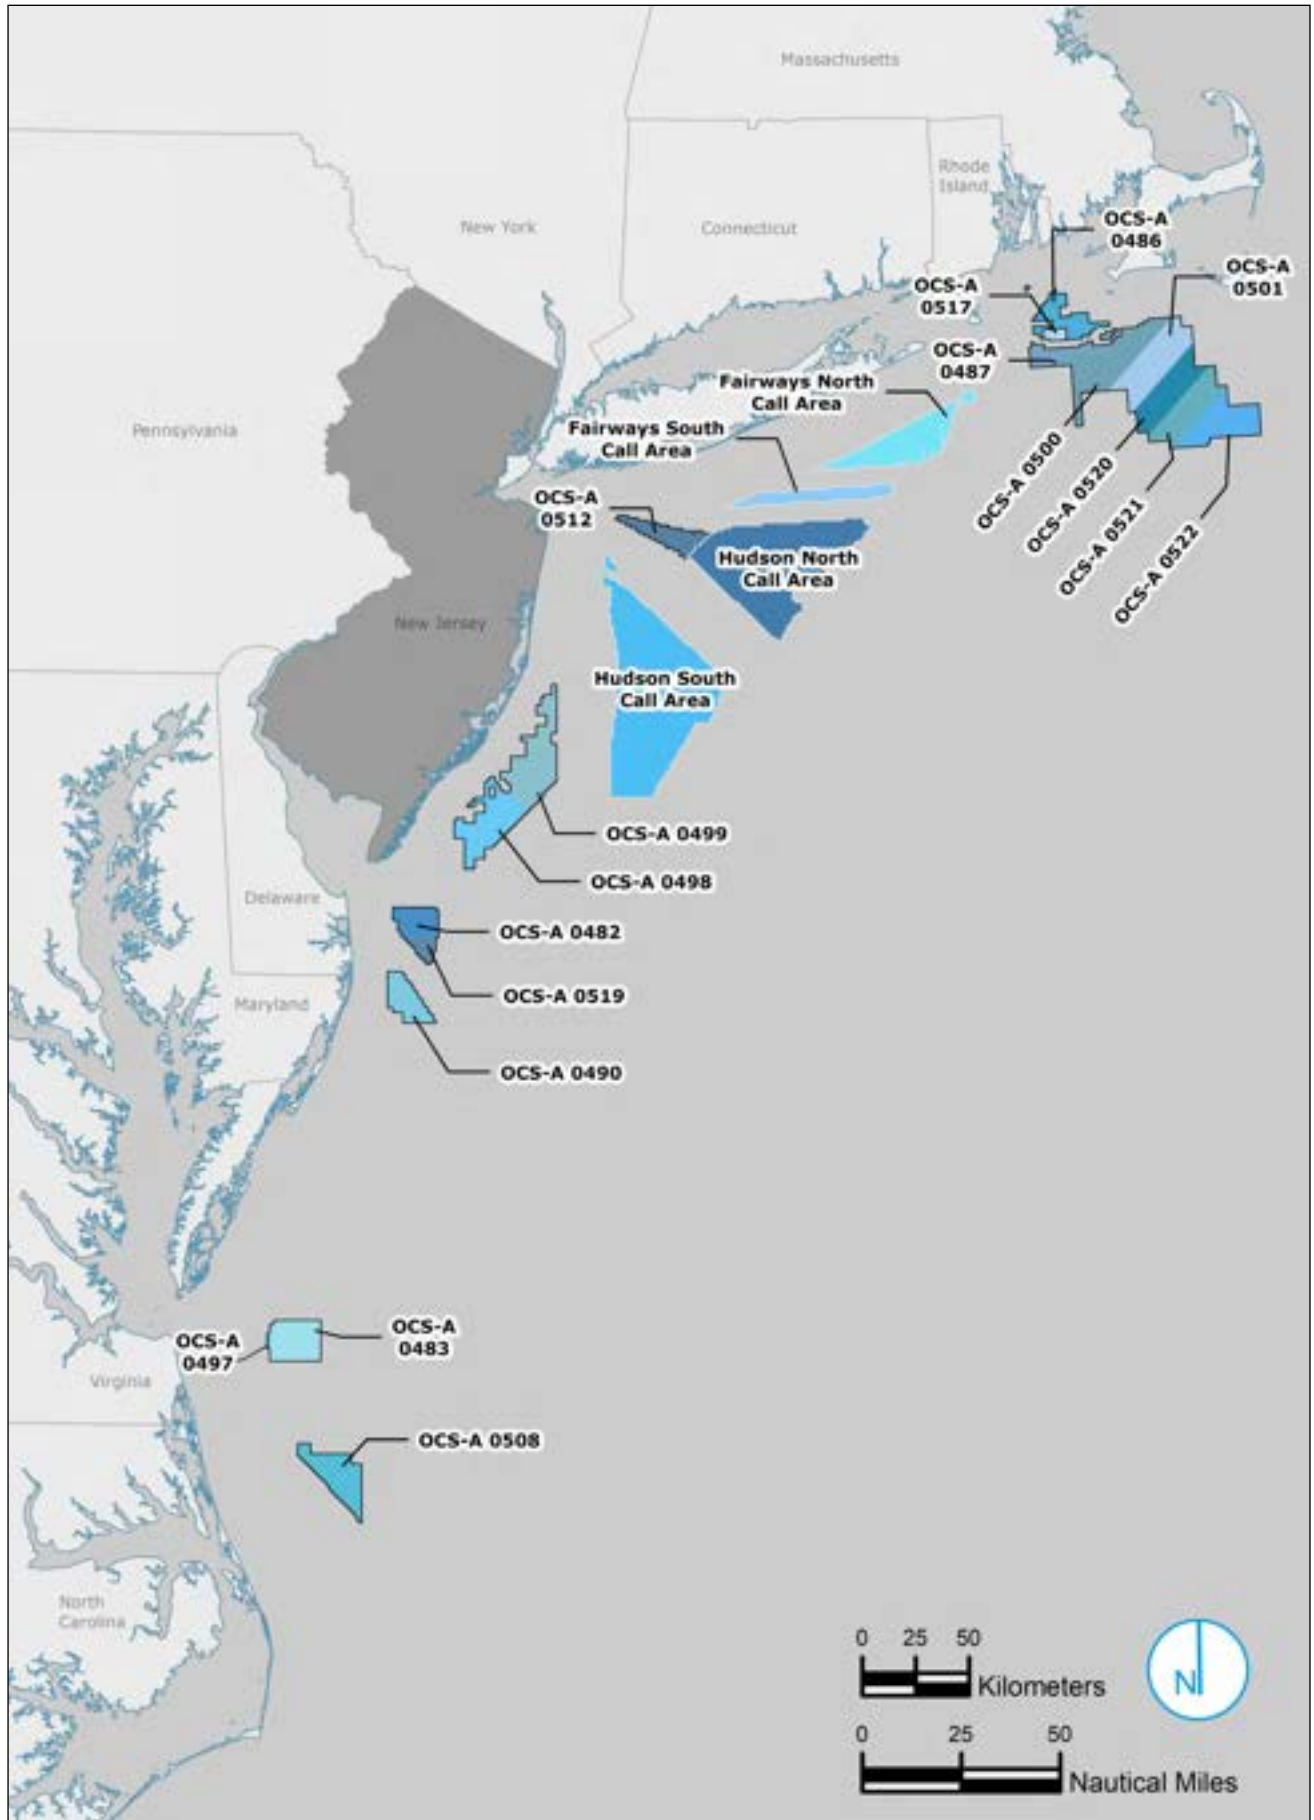 Massachusetts
Rhode
Island
New York
Connecticut
OCS-A
0486
OCS-A
0501
OCS-A
0517
OCS-A
0487
Fairways North
Call Area
Fairways South
Call Area
Pennsylvania
OCS-A 0500
OCS-A 0520
OCS-A 0521
OCS-A 0522
OCS-A
0512
Hudson North
Call Area
New Jersey
Hudson South
Call Area
OCS-A 0499
OCS-A 0498
Delaware
OCS-A 0482
OCS-A 0519
Maryland
OCS-A 0490
OCS-A
0497
OCS-A
0483
Virginia
OCS-A 0508
North
Carolina
0 25 50
Kilometers
N
0 25 50
Nautical Miles